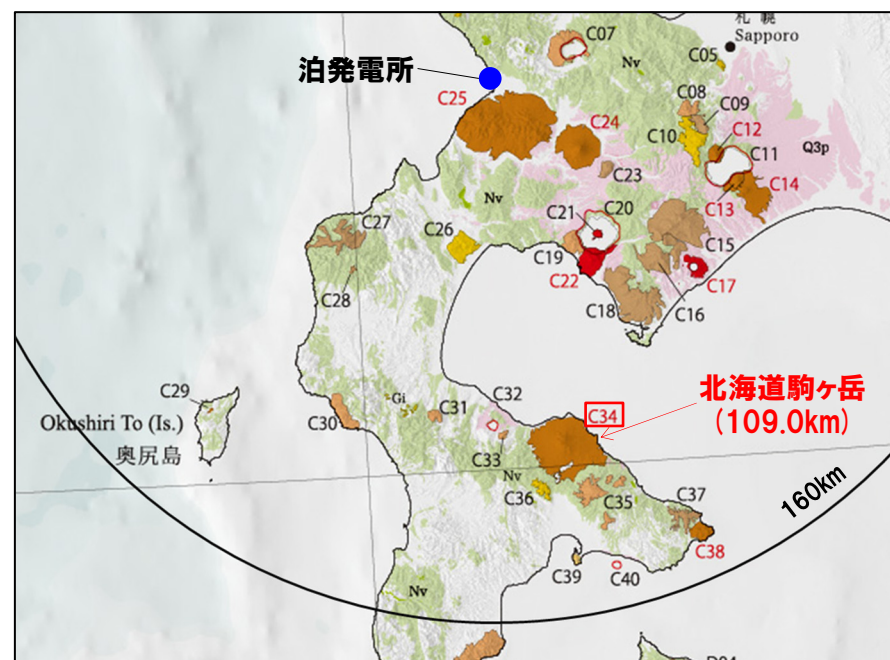 札幌
Sapporo
C07
C05
Nv
泊発電所
C25
C08
C09
C24
C10
C12
C11
Q3p
C23
C14
C13
Nv
C21
C20
C27
C26
C19
C15
C22
C17
C28
C18
C16
C29
Gi
C32
北海道駒ヶ岳
(109.0km)
C34
Okushiri To (Is.)
C30
C31
奥尻島
C33
Nv
C36
C35
C37
160km
C38
C39
C40
Nv